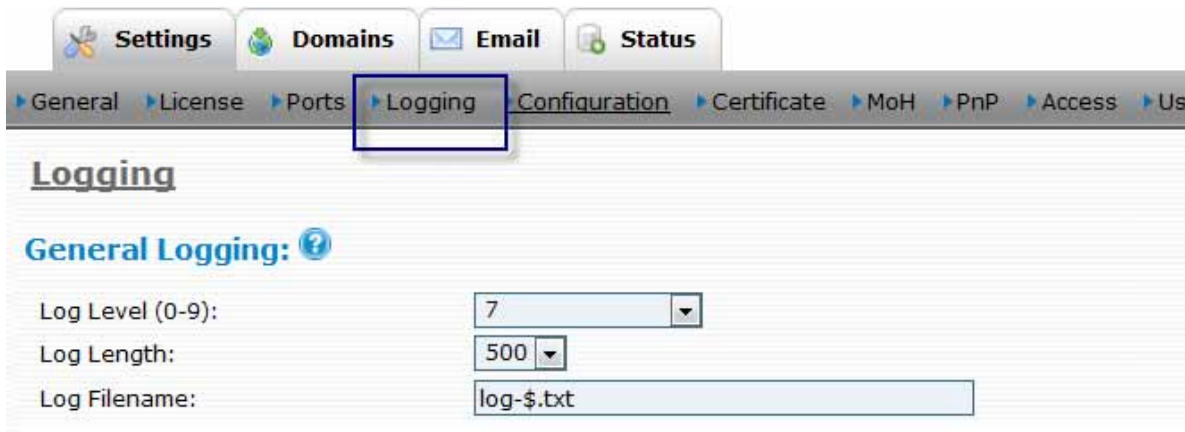 Settings Domains Email Status
General License Ports Logging Configuration Certificate MoH PnP Access Us
Logging
General Logging: ?
Log Level (0-9): 7
Log Length: 500
Log Filename: log-$.txt